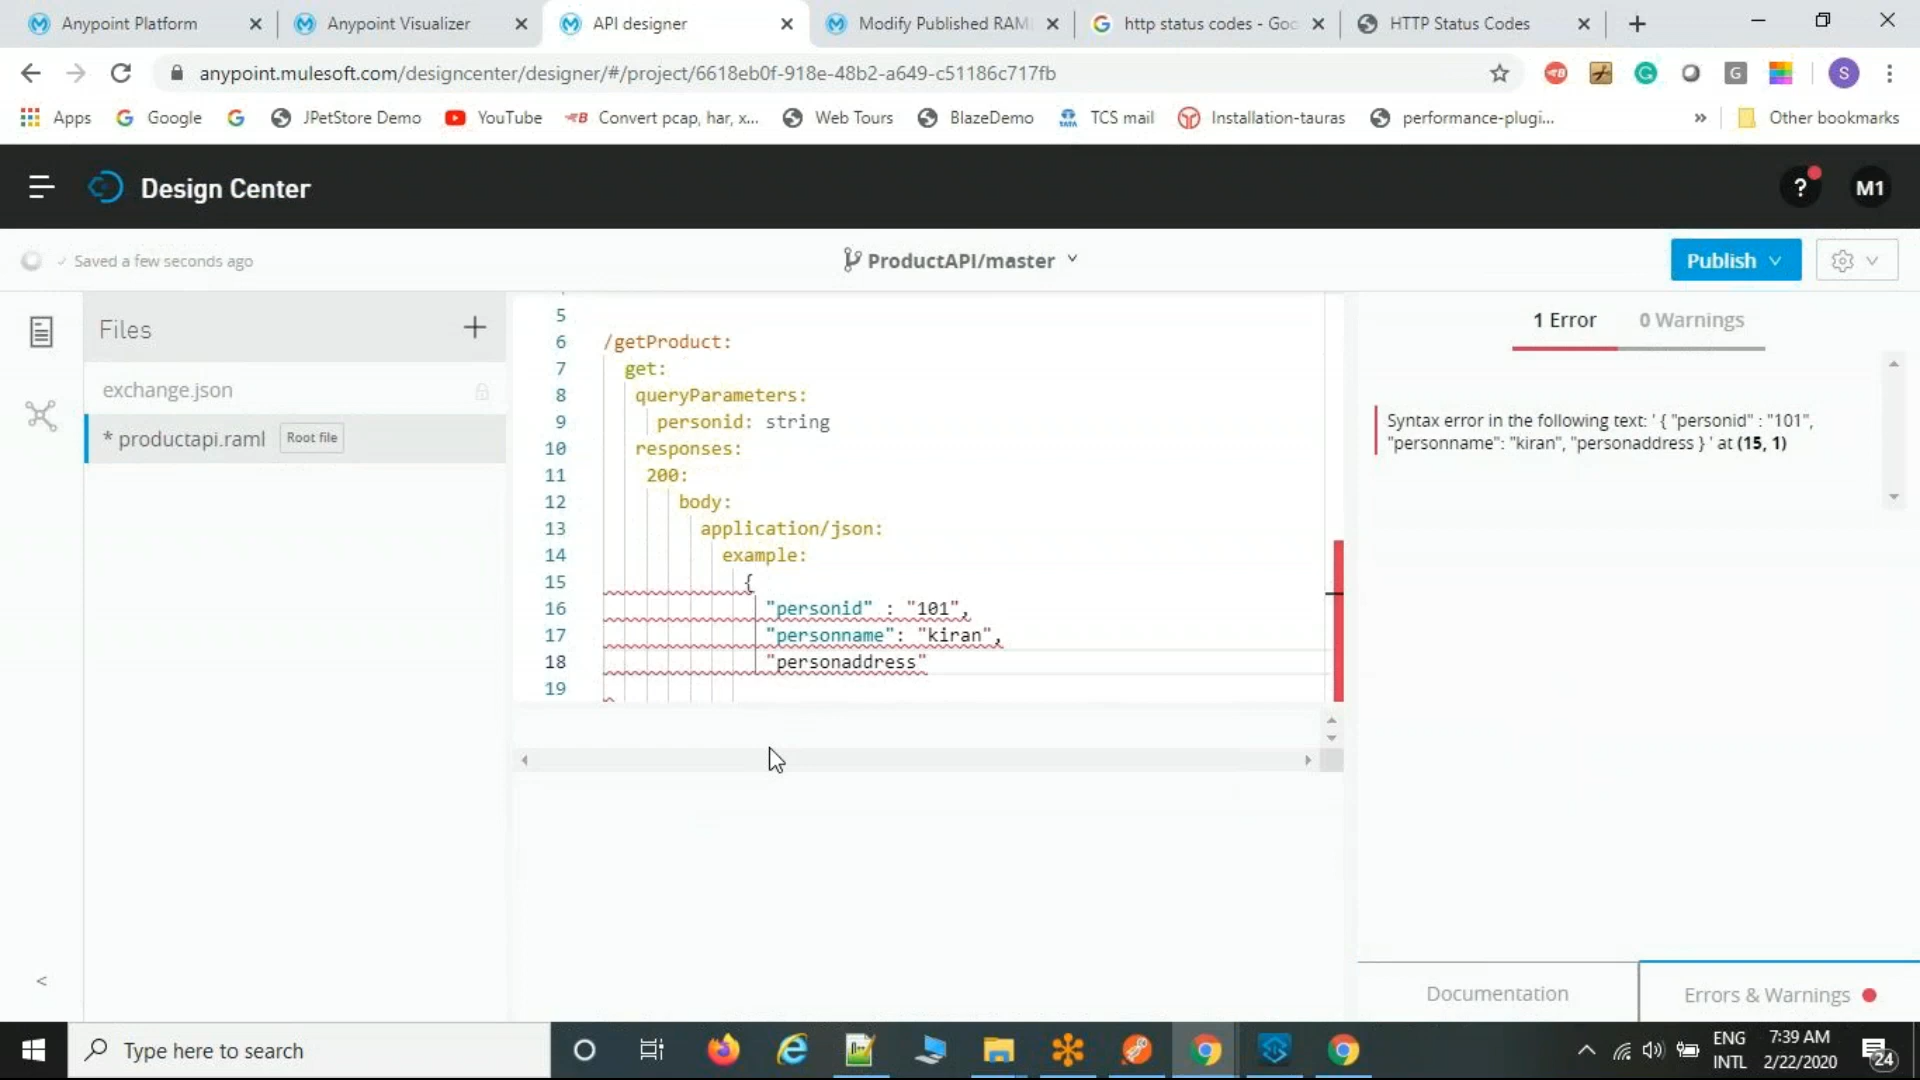 Anypoint Platform
Anypoint Visualizer
API designer
Modify Published RAM
http status codes - Goo
HTTP Status Codes
anypoint.mulesoft.com/designcenter/designer/#/project/6618eb0f-918e-48b2-a649-c51186c717fb
S
Apps
Google
JPetStore Demo
YouTube
Convert pcap, har, x...
Web Tours
BlazeDemo
TCS mail
Installation-tauras
performance-plugi...
»
Other bookmarks
Design Center
?
M1
Saved a few seconds ago
ProductAPI/master
Publish
Files
+
exchange.json
* productapi.raml
Root file
5
6 /getProduct:
7 get:
8 queryParameters:
9 personid: string
10 responses:
11 200:
12 body:
13 application/json:
14 example:
15 {
16 "personid" : "101",
17 "personname": "kiran",
18 "personaddress"
19
1 Error
0 Warnings
Syntax error in the following text: ' { "personid" : "101",
"personname": "kiran", "personaddress } ' at (15, 1)
<
Documentation
Errors & Warnings
Type here to search
ENG
INTL
7:39 AM
2/22/2020
24